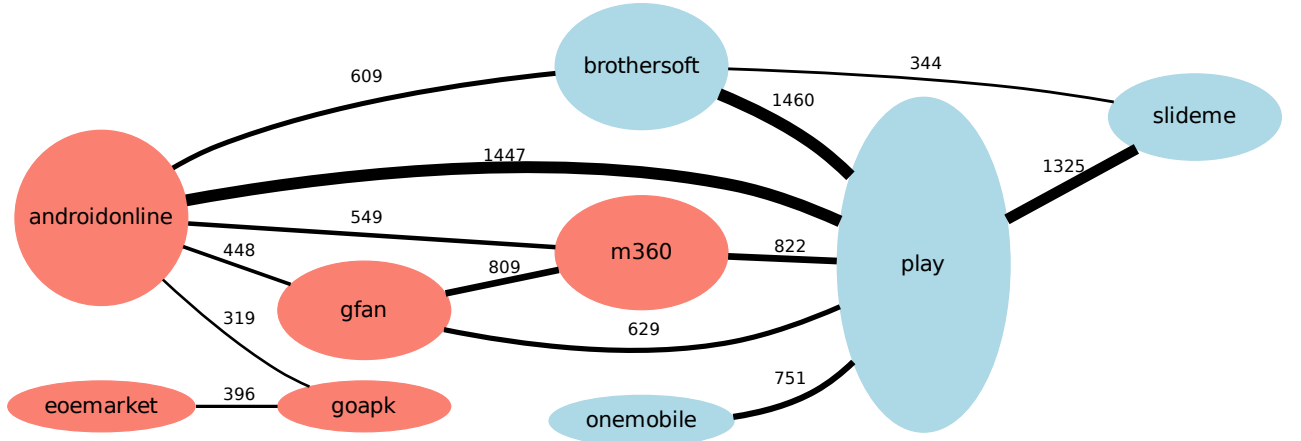 brothersoft
344
609
1460
slideme
1447
1325
androidonline
549
m360
822
play
448
809
gfan
319
629
751
eoemarket
396
goapk
onemobile